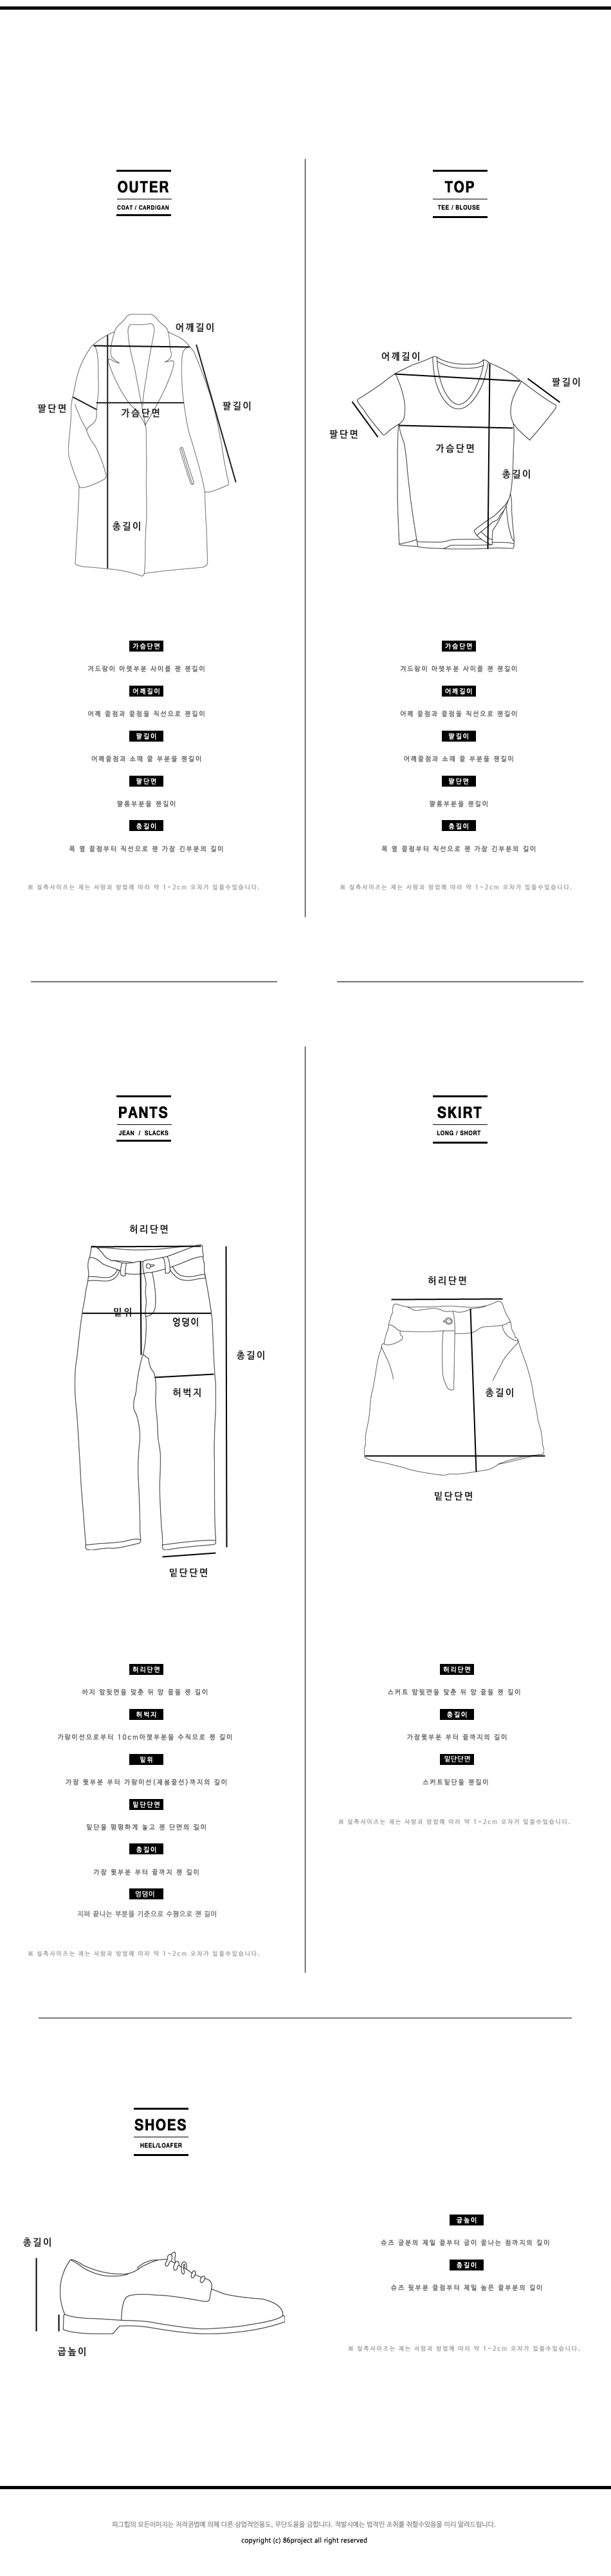 OUTER
COAT / CARDIGAN
어깨길이
팔단면
가슴단면
팔길이
총길이
가슴단면
겨드랑이 아랫부분 사이를 잰 잰길이
어깨길이
어깨 끝점과 끝점을 직선으로 잰길이
팔길이
어깨끝점과 소매 끝 부분을 잰길이
팔단면
팔통부분을 잰길이
총길이
목 옆 끝점부터 직선으로 잰 가장 긴부분의 길이
※ 실측사이즈는 재는 사람과 방법에 따라 약 1~2cm 오차가 있을수있습니다.
TOP
TEE / BLOUSE
어깨길이
팔길이
팔단면
가슴단면
총길이
가슴단면
겨드랑이 아랫부분 사이를 잰 잰길이
어깨길이
어깨 끝점과 끝점을 직선으로 잰길이
팔길이
어깨끝점과 소매 끝 부분을 잰길이
팔단면
팔통부분을 잰길이
총길이
목 옆 끝점부터 직선으로 잰 가장 긴부분의 길이
※ 실측사이즈는 재는 사람과 방법에 따라 약 1~2cm 오차가 있을수있습니다.
PANTS
JEAN / SLACKS
허리단면
밑위
엉덩이
총길이
허벅지
밑단단면
허리단면
바지 앞뒷면을 맞춘 뒤 양 끝을 잰 길이
허벅지
가랑이선으로부터 10cm아랫부분을 수직으로 잰 길이
밑위
가장 윗부분 부터 가랑이선(재봉끝선)까지의 길이
밑단단면
밑단을 평평하게 놓고 잰 단면의 길이
총길이
가장 윗부분 부터 끝까지 잰 길이
엉덩이
지퍼 끝나는 부분을 기준으로 수평으로 잰 길이
※ 실측사이즈는 재는 사람과 방법에 따라 약 1~2cm 오차가 있을수있습니다.
SKIRT
LONG / SHORT
허리단면
총길이
밑단단면
허리단면
스커트 앞뒷면을 맞춘 뒤 양 끝을 잰 길이
총길이
가장윗부분 부터 끝까지의 길이
밑단단면
스커트밑단을 잰길이
※ 실측사이즈는 재는 사람과 방법에 따라 약 1~2cm 오차가 있을수있습니다.
SHOES
HEEL/LOAFER
총길이
굽높이
굽높이
슈즈 굽분의 제일 끝부터 굽이 끝나는 점까지의 길이
총길이
슈즈 뒷부분 끝점부터 제일 높은 끝부분의 길이
※ 실측사이즈는 재는 사람과 방법에 따라 약 1~2cm 오차가 있을수있습니다.
피그힙의 모든이미지는 저작권법에 의해 다른 상업적인용도, 무단도용을 금합니다. 적발시에는 법적인 조취를 취할수있음을 미리 알려드립니다.
copyright (c) 86project all right reserved